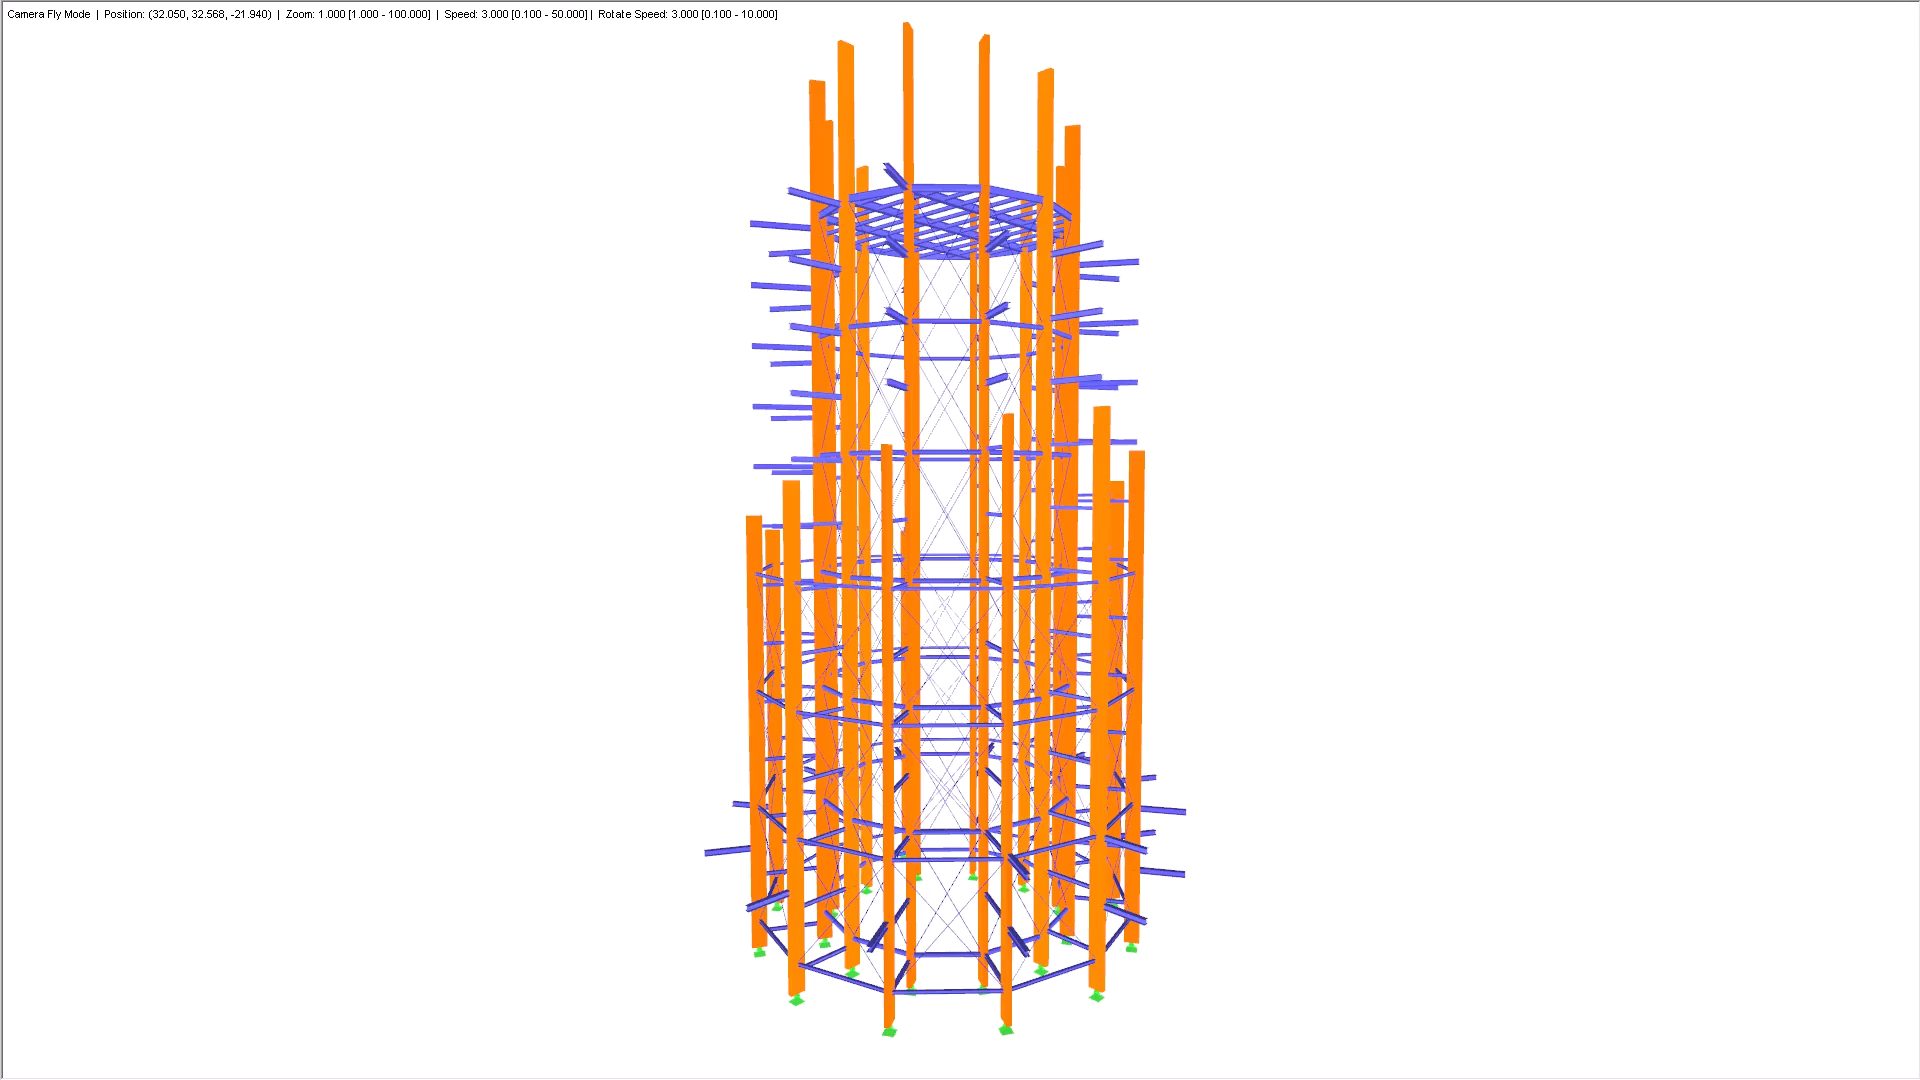 Camera Fly Mode | Position: (32.050, 32.568, -21.940) | Zoom: 1.000 [1.000 - 100.000] | Speed: 3.000 [0.100 - 50.000] | Rotate Speed: 3.000 [0.100 - 10.000]